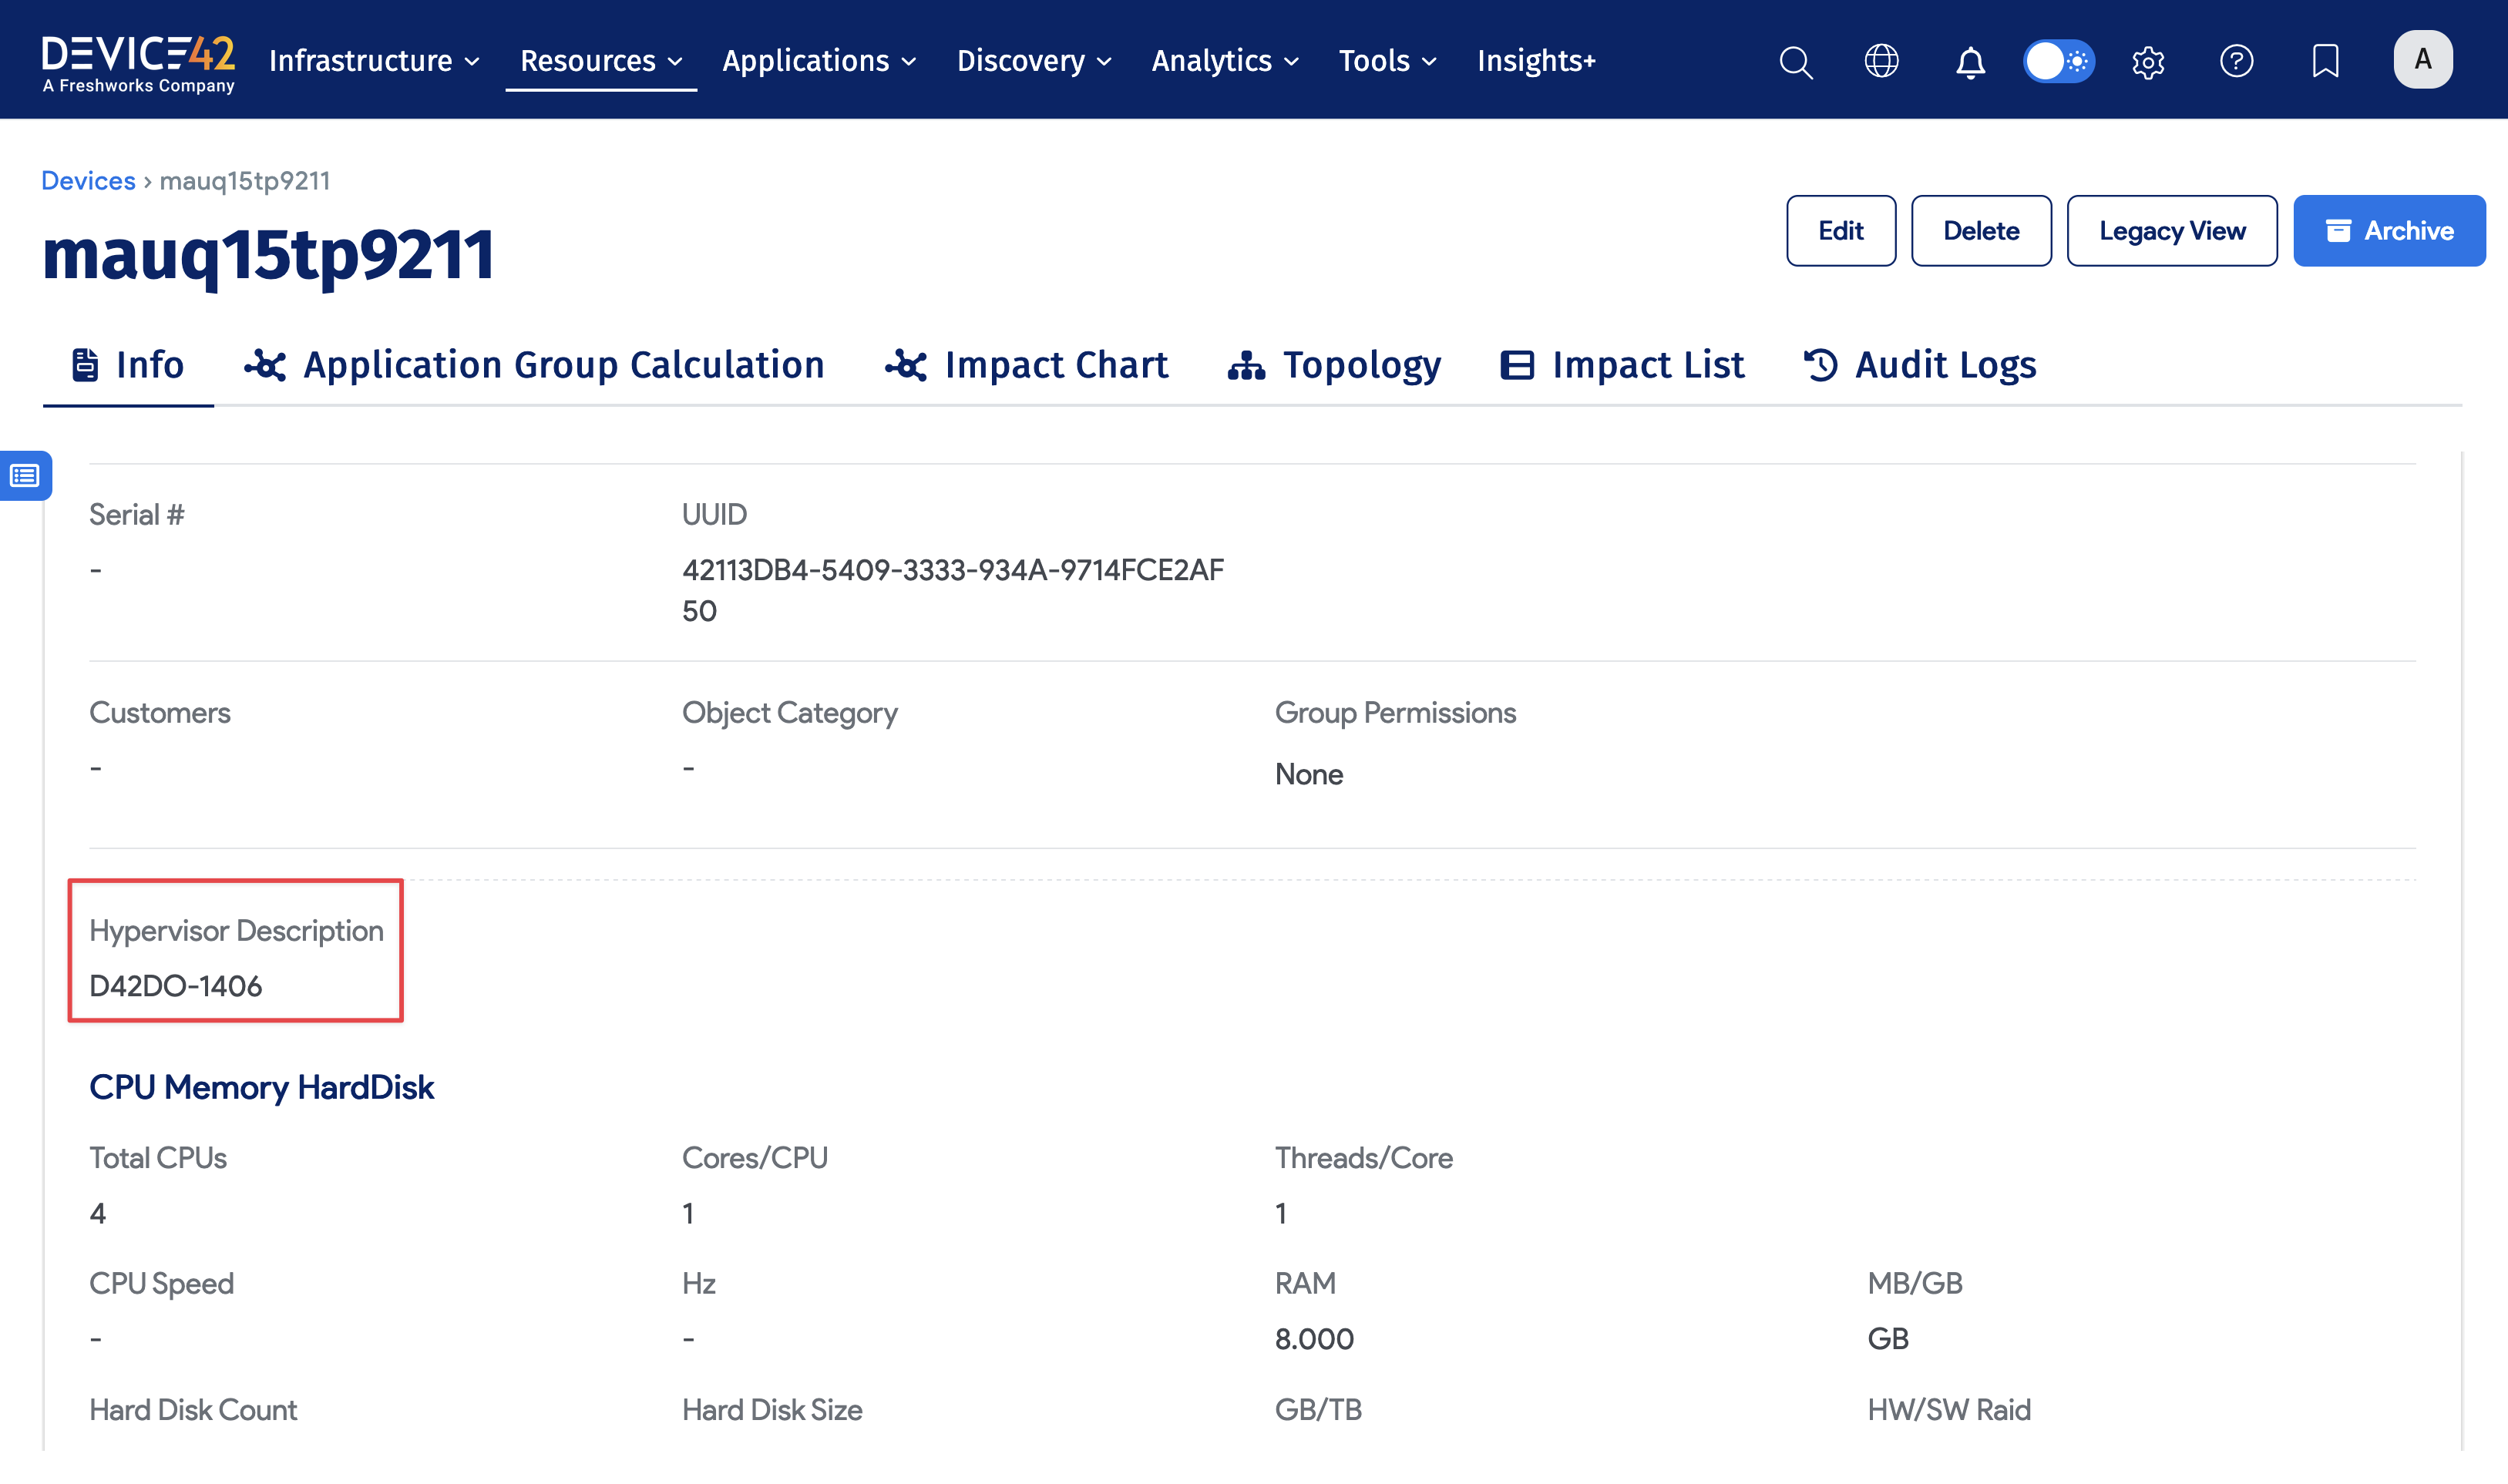 DEVICE42
A Freshworks Company
Infrastructure
Resources
Applications
Discovery
Analytics
Tools
Insights+
A
Devices › mauq15tp9211
mauq15tp9211
Edit
Delete
Legacy View
Archive
Info
Application Group Calculation
Impact Chart
Topology
Impact List
Audit Logs
Serial #
UUID
-
42113DB4-5409-3333-934A-9714FCE2AF
50
Customers
Object Category
Group Permissions
-
-
None
Hypervisor Description
D42DO-1406
CPU Memory HardDisk
Total CPUs
Cores/CPU
Threads/Core
4
1
1
CPU Speed
Hz
RAM
MB/GB
-
-
8.000
GB
Hard Disk Count
Hard Disk Size
GB/TB
HW/SW Raid